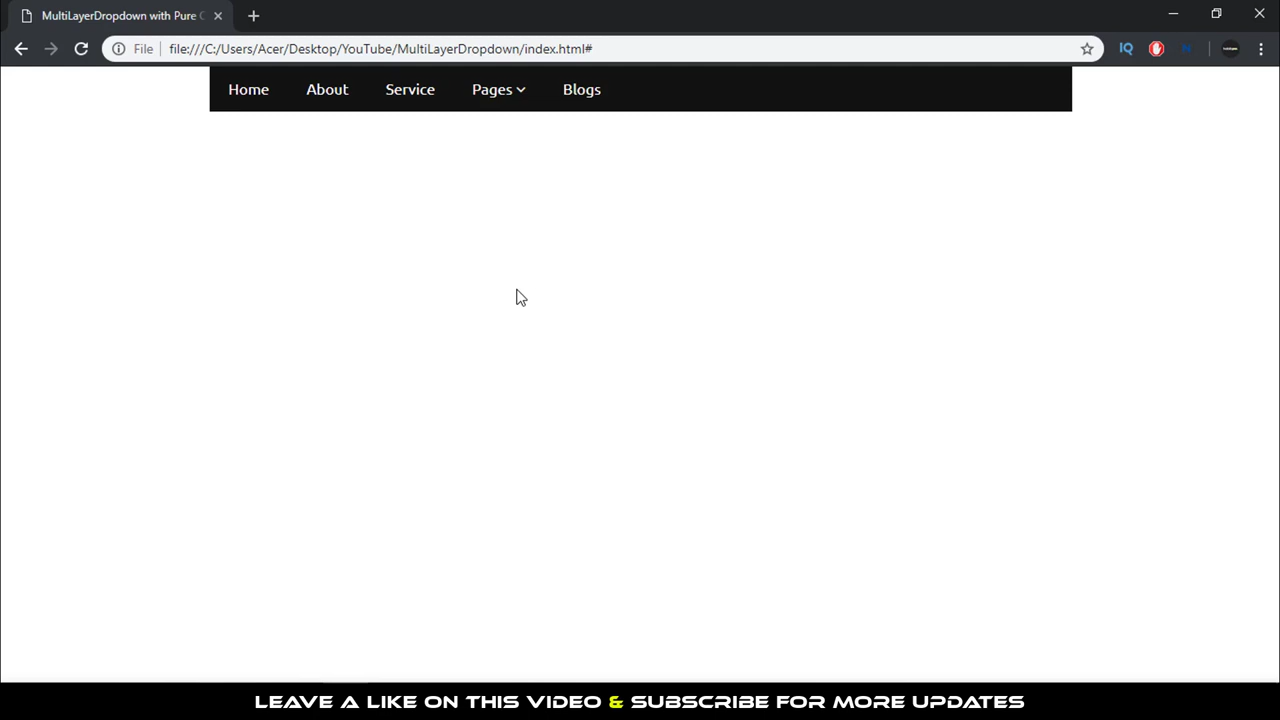 MultiLayerDropdown with Pure C
File
file:///C:/Users/Acer/Desktop/YouTube/MultiLayerDropdown/index.html#
IQ
N
Home
About
Service
Pages
Blogs
LEAVE A LIKE ON THIS VIDEO & SUBSCRIBE FOR MORE UPDATES